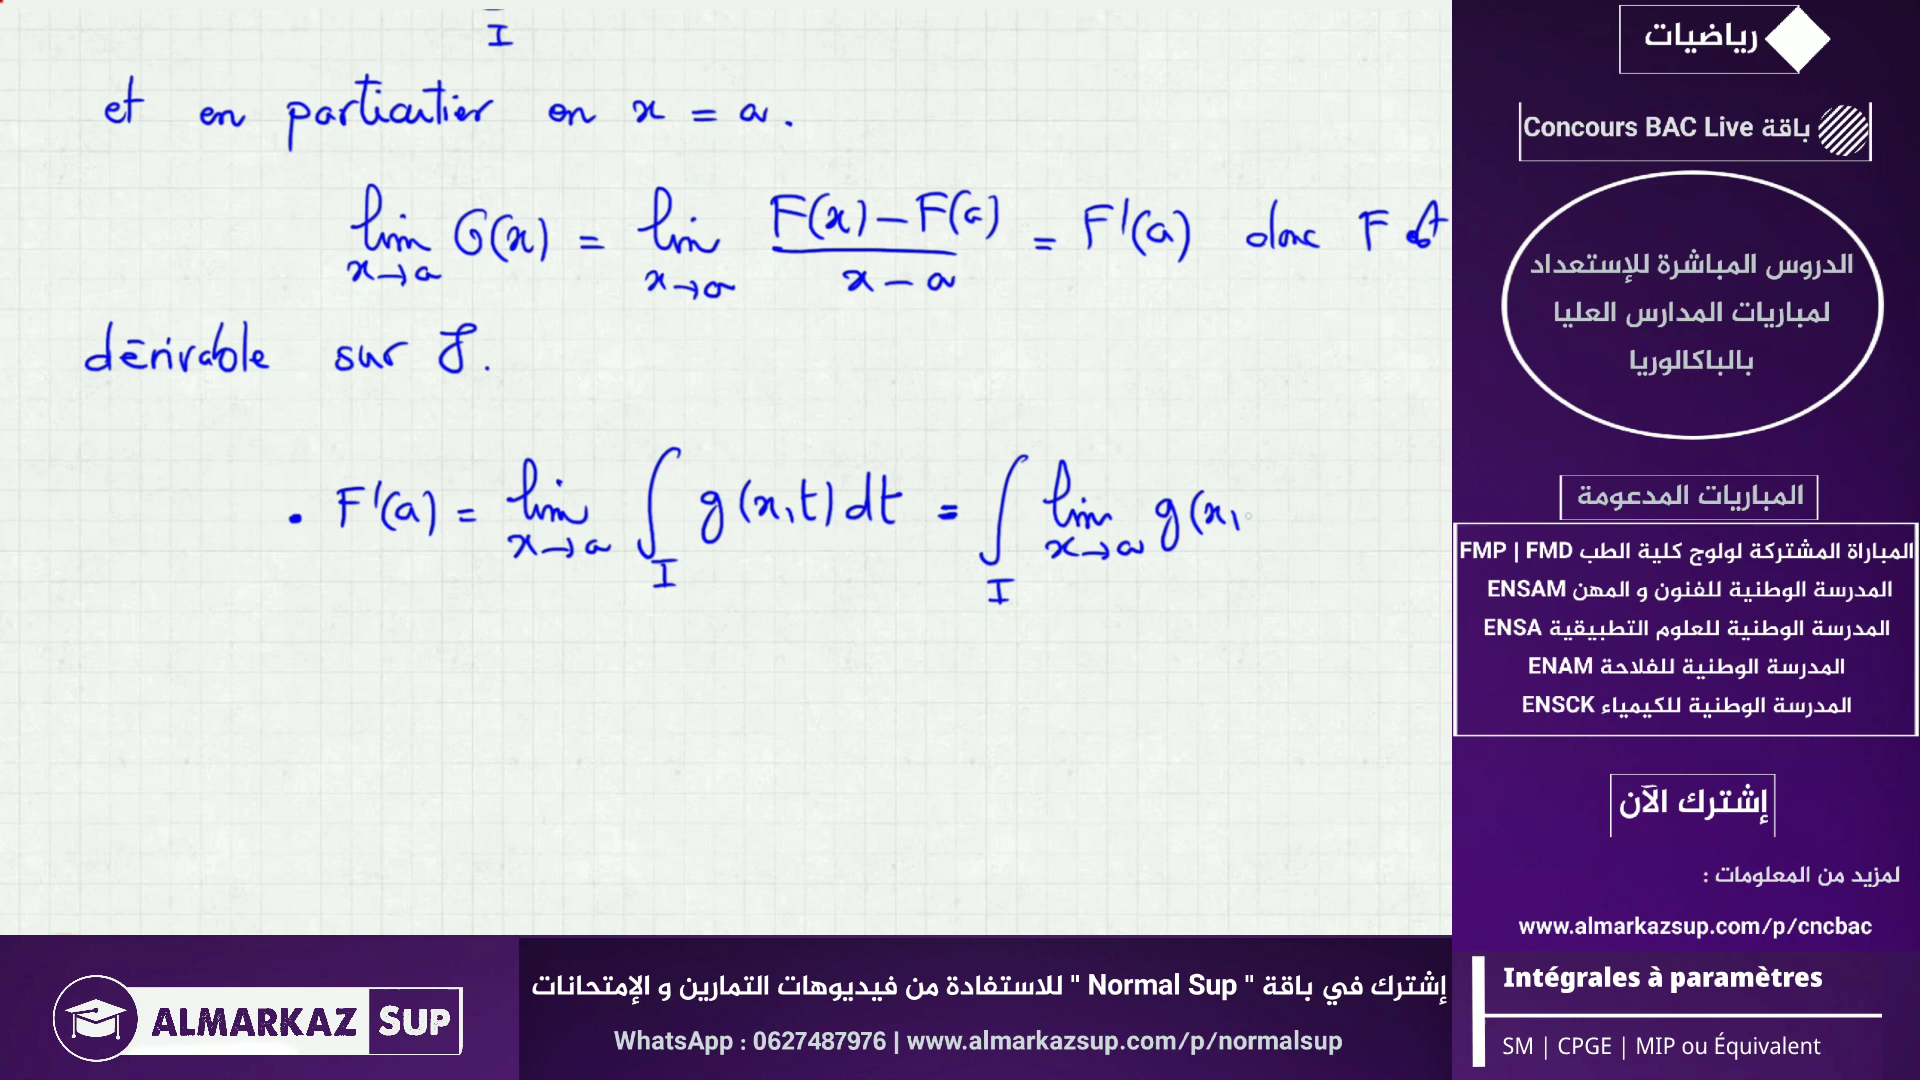 I
et en particulier en x = a.
lim x→a G(x) = lim x→a (F(x) − F(a)) / (x − a) = F'(a) donc F est
dérivable sur J.
• F'(a) = lim x→a ∫_I g(x,t) dt = ∫_I lim x→a g(x,
رياضيات
باقة Concours BAC Live
الدروس المباشرة للإستعداد
لمباريات المدارس العليا
بالباكالوريا
المباريات المدعومة
المباراة المشتركة لولوج كلية الطب FMP | FMD
المدرسة الوطنية للفنون و المهن ENSAM
المدرسة الوطنية للعلوم التطبيقية ENSA
المدرسة الوطنية للفلاحة ENAM
المدرسة الوطنية للكيمياء ENSCK
إشترك الآن
لمزيد من المعلومات :
www.almarkazsup.com/p/cncbac
Intégrales à paramètres
SM | CPGE | MIP ou Équivalent
ALMARKAZ SUP
إشترك في باقة " Normal Sup " للاستفادة من فيديوهات التمارين و الإمتحانات
WhatsApp : 0627487976 | www.almarkazsup.com/p/normalsup